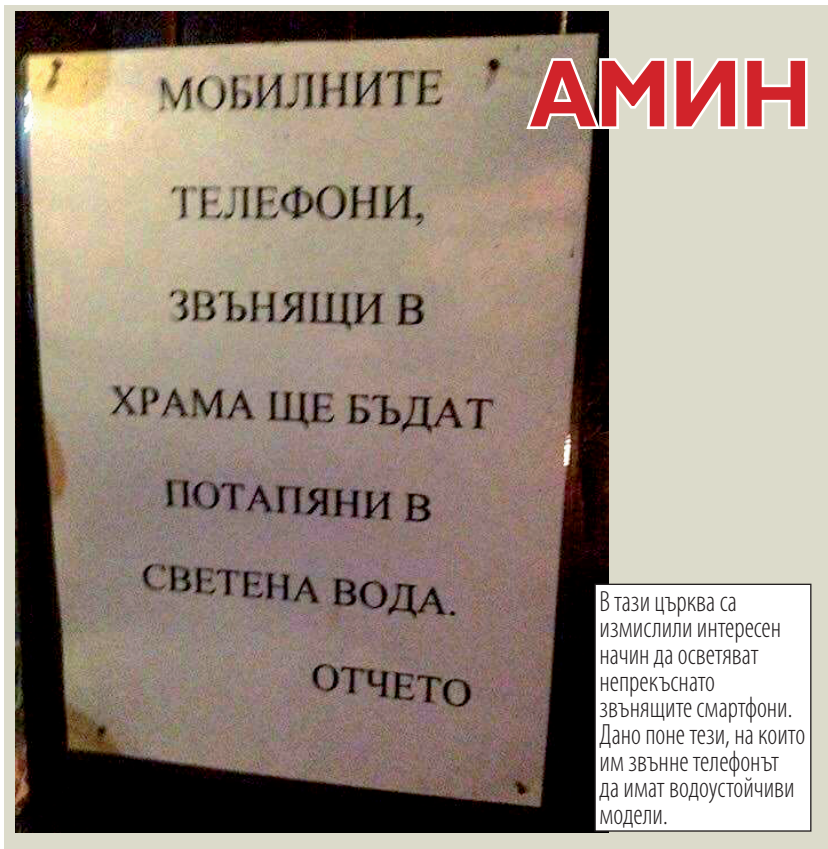 АМИН
МОБИЛНИТЕ
ТЕЛЕФОНИ,
ЗВЪНЯЩИ В
ХРАМА ЩЕ БЪДАТ
ПОТАПЯНИ В
СВЕТЕНА ВОДА.
ОТЧЕТО
В тази църква са
измислили интересен
начин да осветяват
непрекъснато
звънящите смартфони.
Дано поне тези, на които
им звънне телефонът
да имат водоустойчиви
модели.